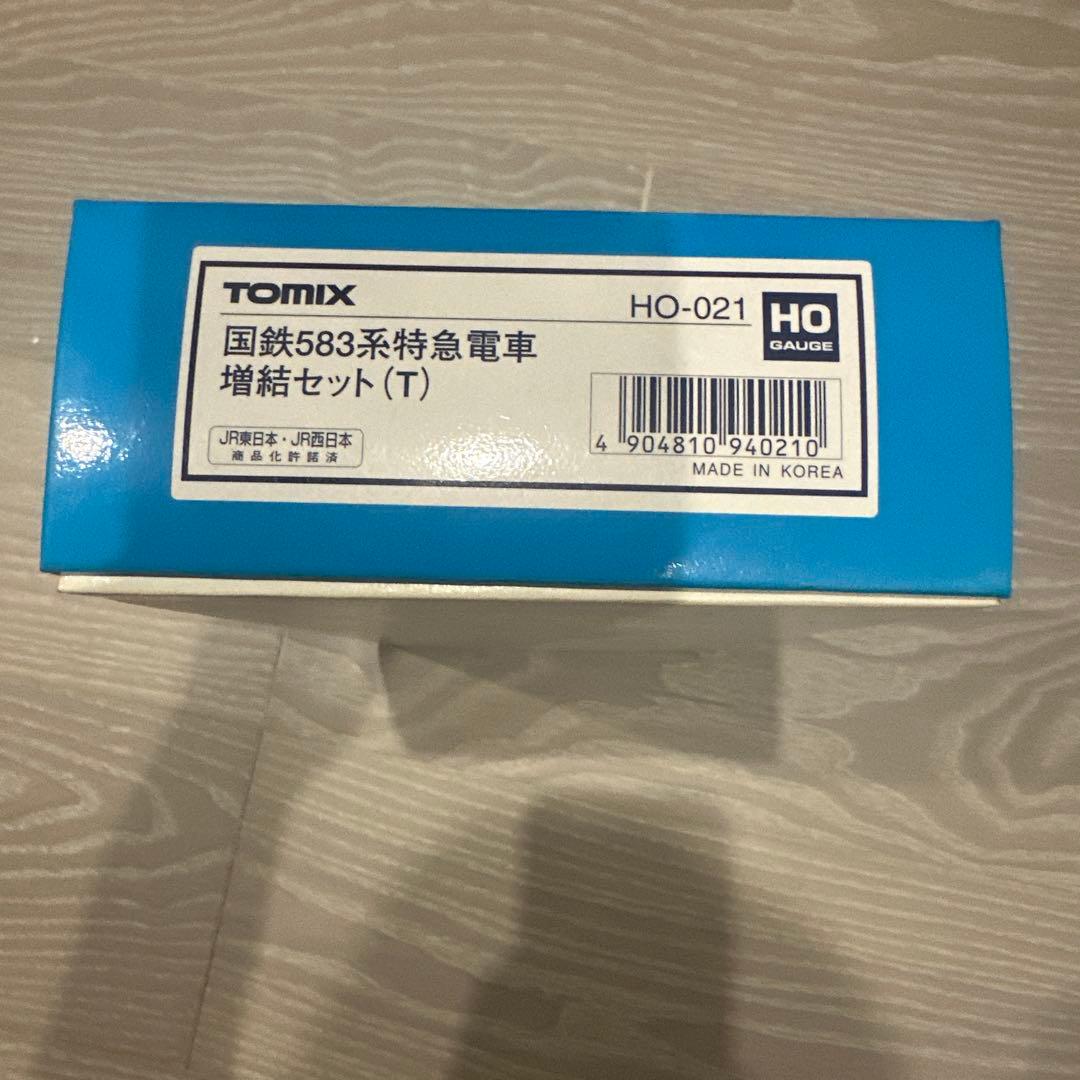 TOMIX
HO-021
HO
GAUGE
国鉄583系特急電車
増結セット(T)
JR東日本・JR西日本
商品化許諾済
4 904810 940210
MADE IN KOREA